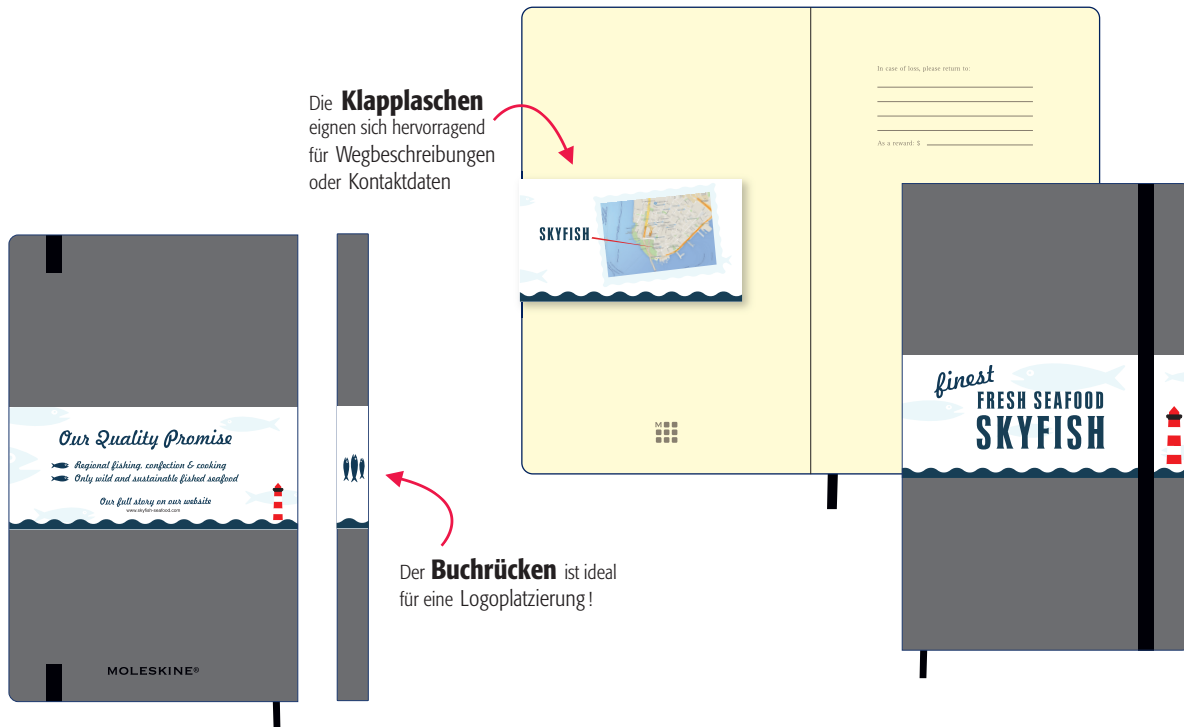 Die Klapplaschen
eignen sich hervorragend
für Wegbeschreibungen
oder Kontaktdaten
In case of loss, please return to:
As a reward: $
SKYFISH
M
finest
FRESH SEAFOOD
SKYFISH
Our Quality Promise
Regional fishing, confection & cooking
Only wild and sustainable fished seafood
Our full story on our website
www.skyfish-seafood.com
MOLESKINE®
Der Buchrücken ist ideal
für eine Logoplatzierung!